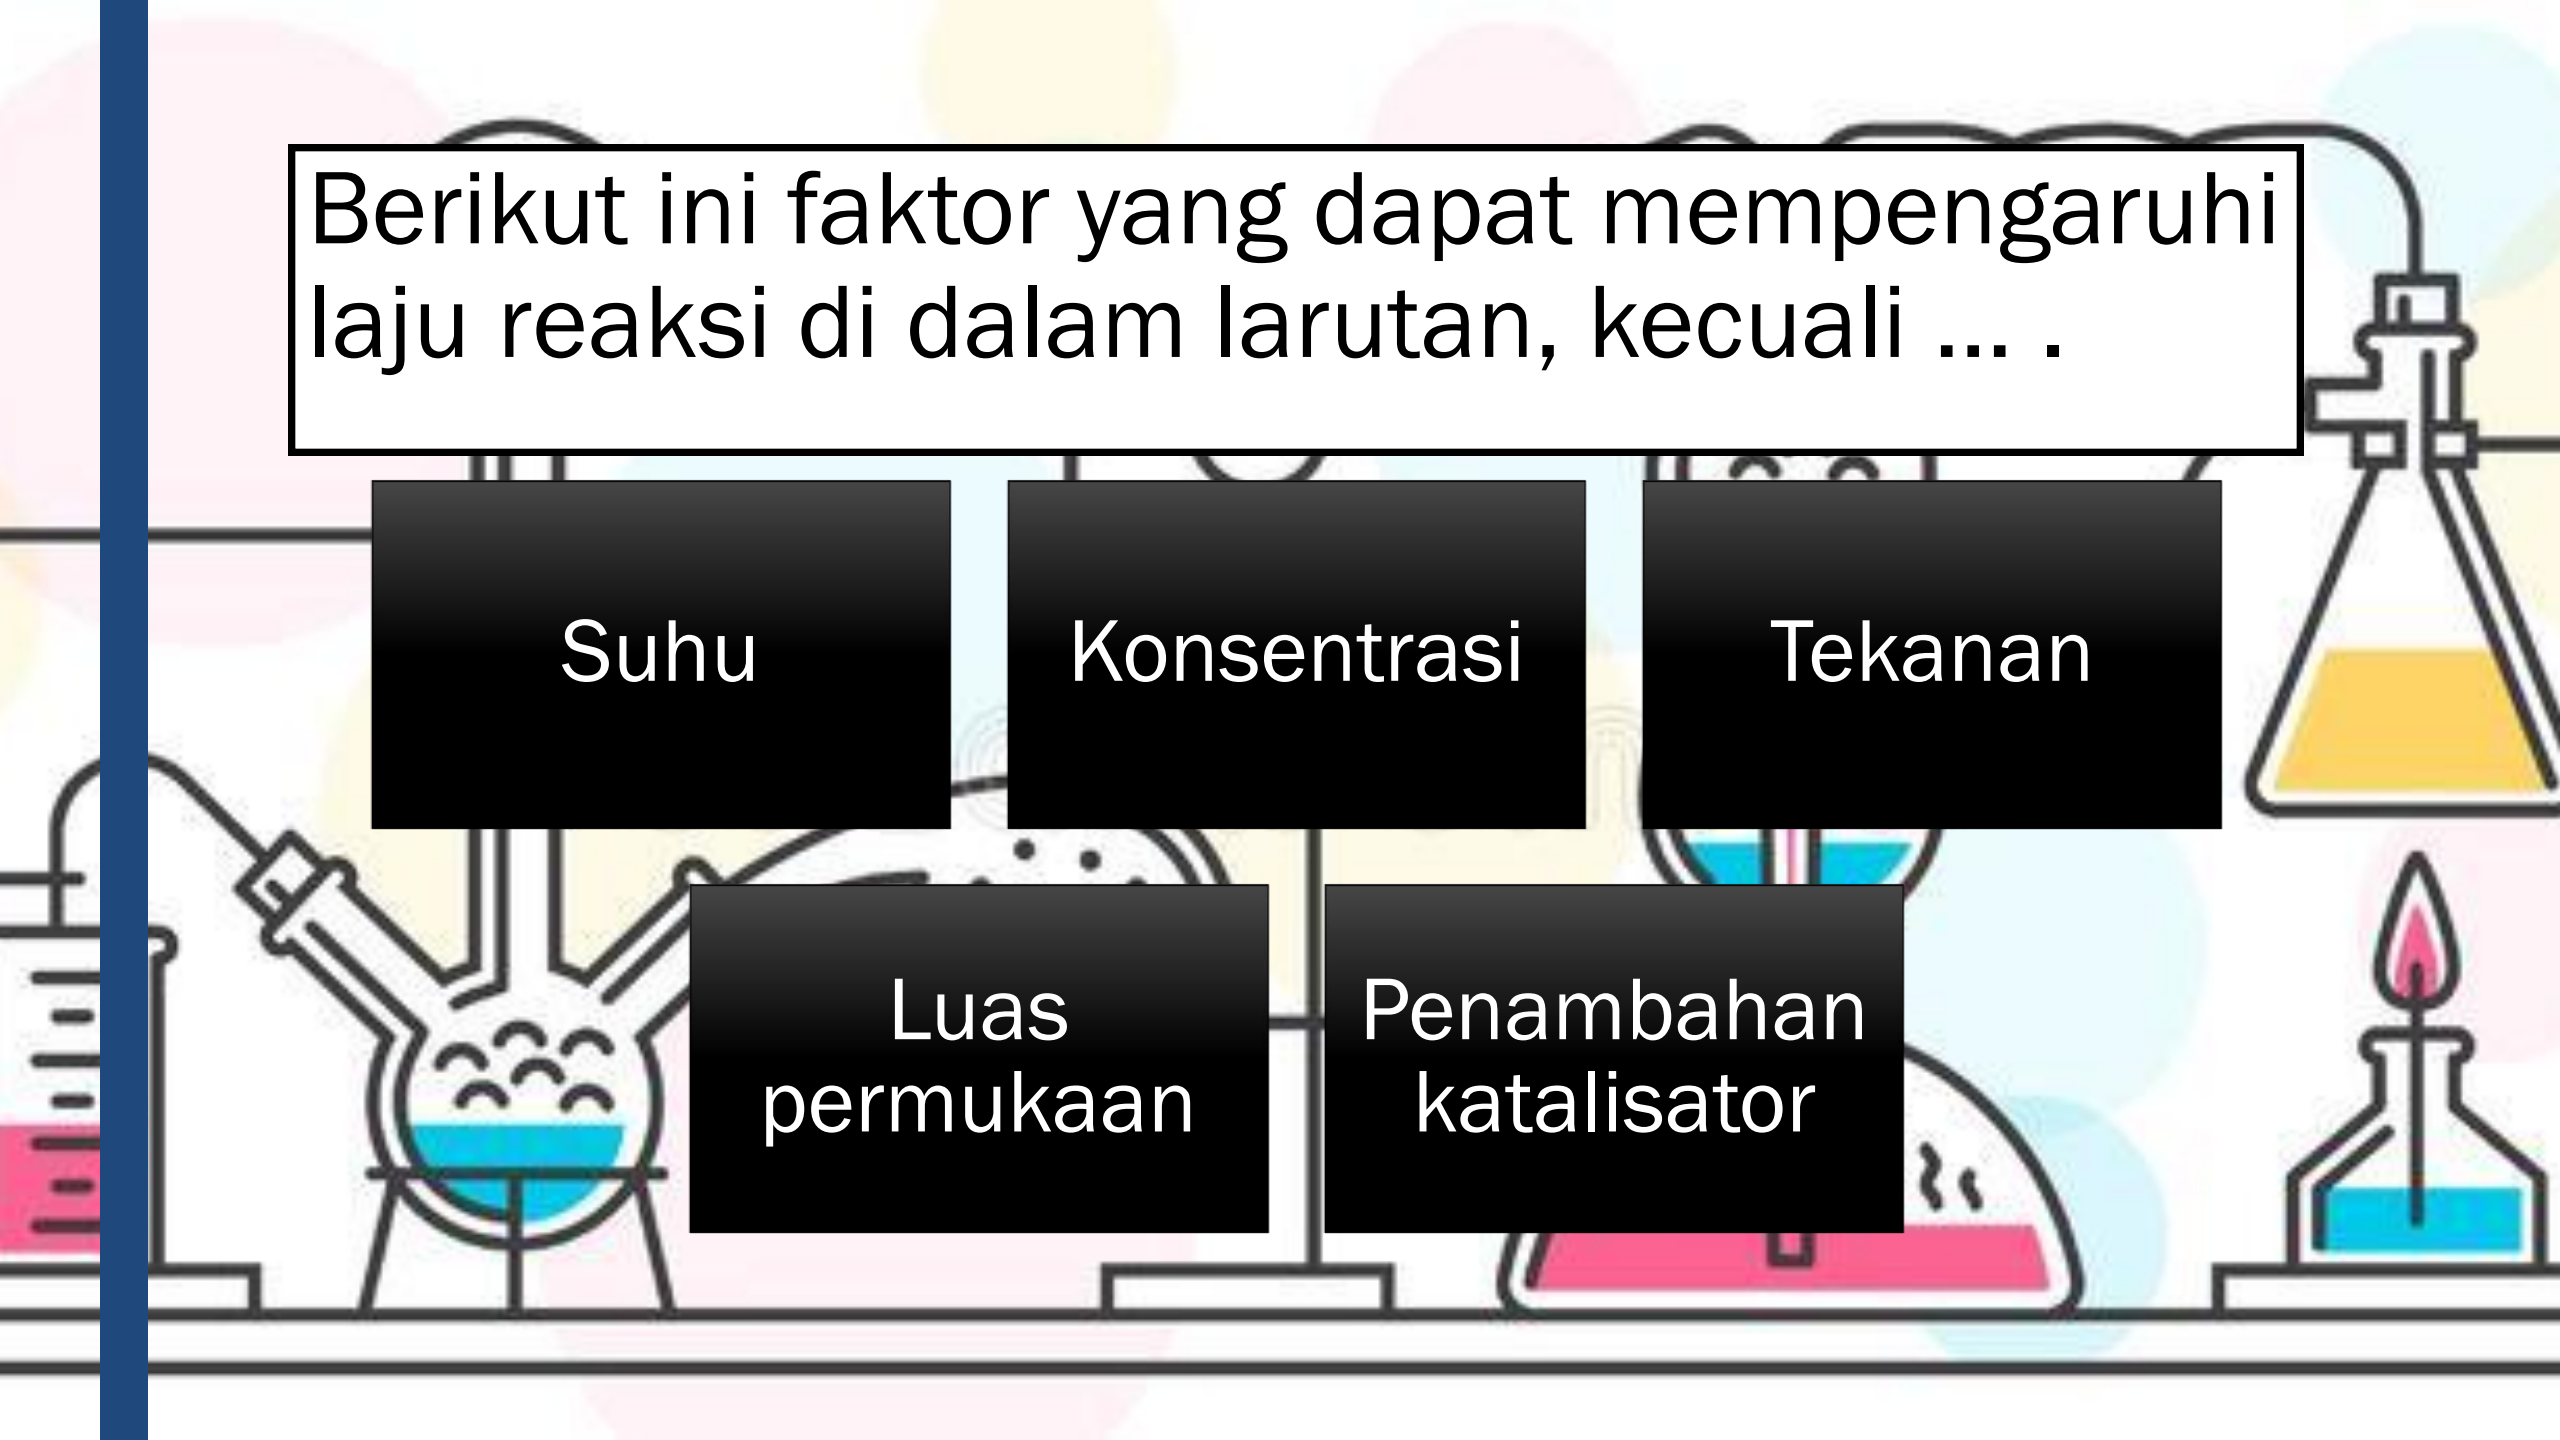 Berikut ini faktor yang dapat mempengaruhi
laju reaksi di dalam larutan, kecuali ... .
Suhu
Konsentrasi
Tekanan
Luas
permukaan
Penambahan
katalisator